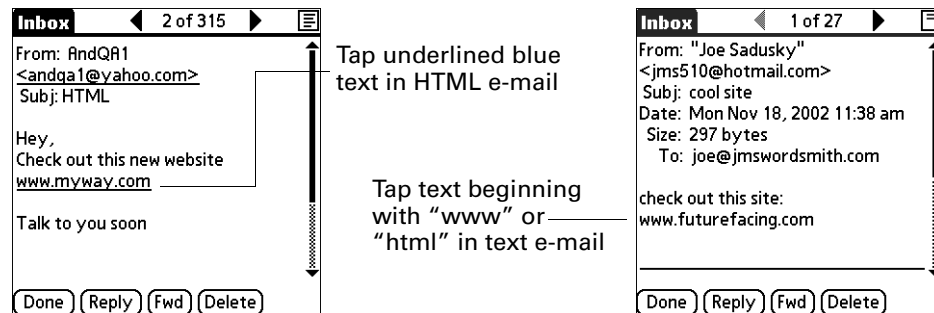 Inbox
2 of 315
From: AndQA1
<andqa1@yahoo.com>
Subj: HTML
Hey,
Check out this new website
www.myway.com
Talk to you soon
Done Reply Fwd Delete
Tap underlined blue
text in HTML e-mail
Tap text beginning
with “www” or
“html” in text e-mail
Inbox
1 of 27
From: "Joe Sadusky"
<jms510@hotmail.com>
Subj: cool site
Date: Mon Nov 18, 2002 11:38 am
Size: 297 bytes
To: joe@jmswordsmith.com
check out this site:
www.futurefacing.com
Done Reply Fwd Delete